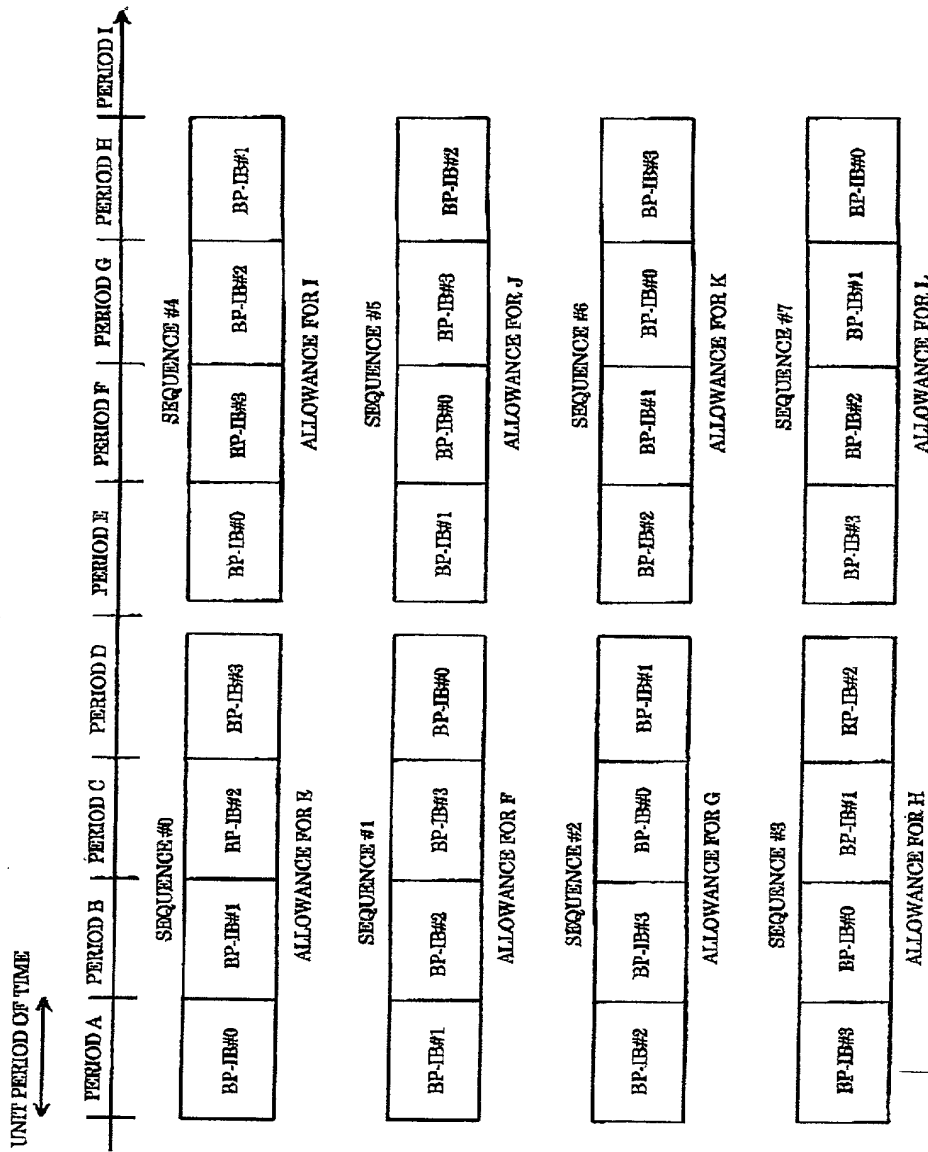 UNIT PERIOD OF TIME
PERIOD A PERIOD B PERIOD C PERIOD D PERIOD E PERIOD F PERIOD G PERIOD H PERIOD I
SEQUENCE #0 SEQUENCE #4
BP-IB#0 BP-IB#1 BP-IB#2 BP-IB#3 BP-IB#0 BP-IB#3 BP-IB#2 BP-IB#1
ALLOWANCE FOR E ALLOWANCE FOR I
SEQUENCE #1 SEQUENCE #5
BP-IB#1 BP-IB#2 BP-IB#3 BP-IB#0 BP-IB#1 BP-IB#0 BP-IB#3 BP-IB#2
ALLOWANCE FOR F ALLOWANCE FOR J
SEQUENCE #2 SEQUENCE #6
BP-IB#2 BP-IB#3 BP-IB#0 BP-IB#1 BP-IB#2 BP-IB#1 BP-IB#0 BP-IB#3
ALLOWANCE FOR G ALLOWANCE FOR K
SEQUENCE #3 SEQUENCE #7
BP-IB#3 BP-IB#0 BP-IB#1 BP-IB#2 BP-IB#3 BP-IB#2 BP-IB#1 BP-IB#0
ALLOWANCE FOR H ALLOWANCE FOR L